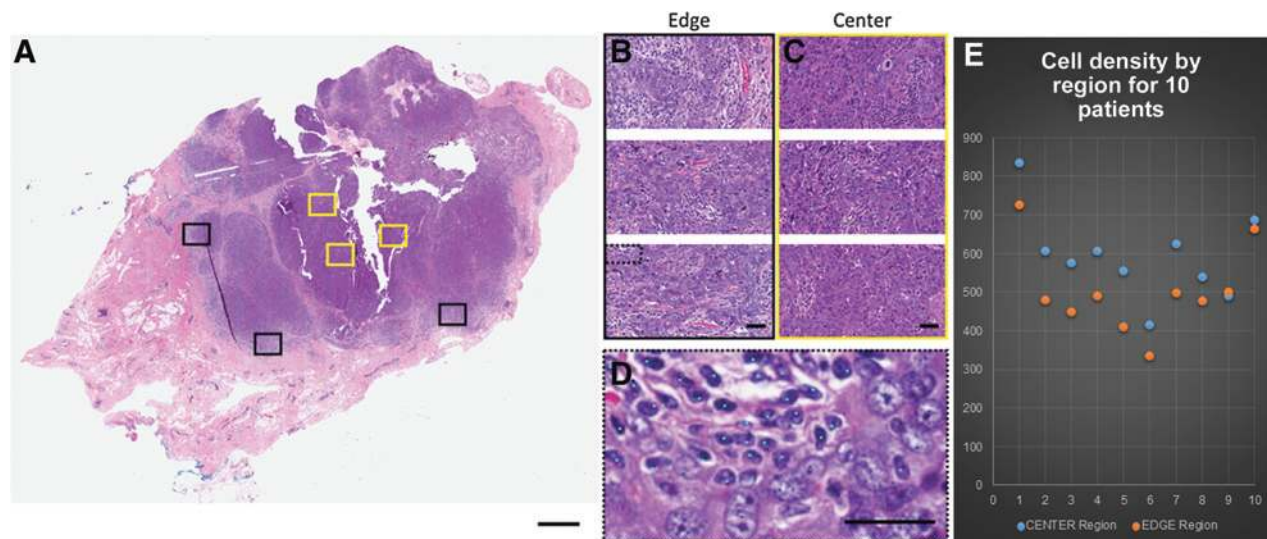 Edge
Center
A
B
C
D
E
Cell density by
region for 10
patients
900
800
700
600
500
400
300
200
100
0
0 1 2 3 4 5 6 7 8 9 10
CENTER Region
EDGE Region